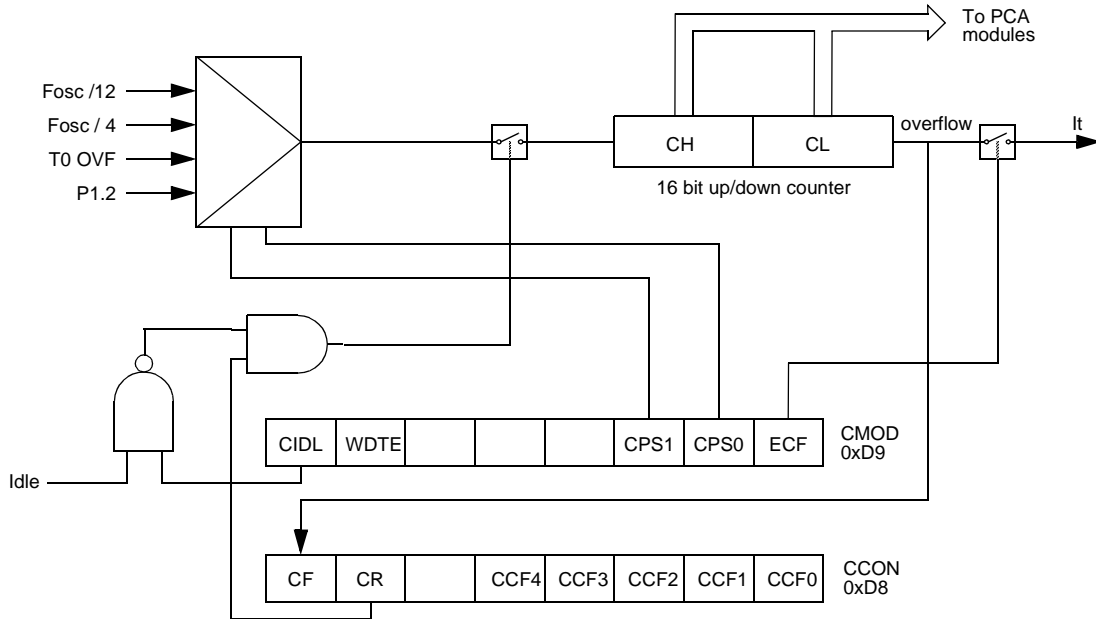 To PCA
modules
Fosc /12
Fosc / 4
T0 OVF
P1.2
CH
CL
overflow
It
16 bit up/down counter
CIDL
WDTE
CPS1
CPS0
ECF
CMOD
0xD9
Idle
CF
CR
CCF4
CCF3
CCF2
CCF1
CCF0
CCON
0xD8